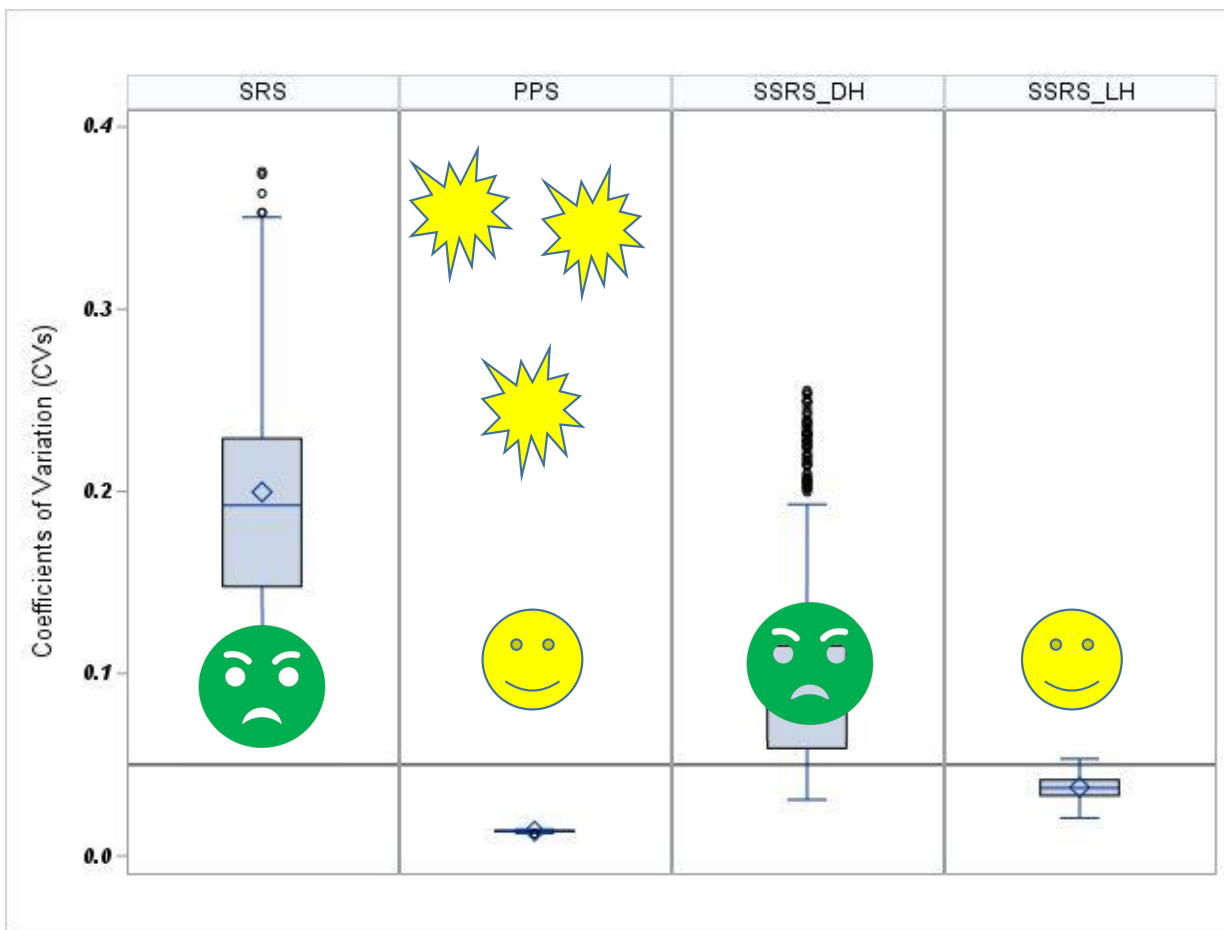 SRS PPS SSRS_DH SSRS_LH
0.4
0.3
0.2
0.1
0.0
Coefficients of Variation (CVs)